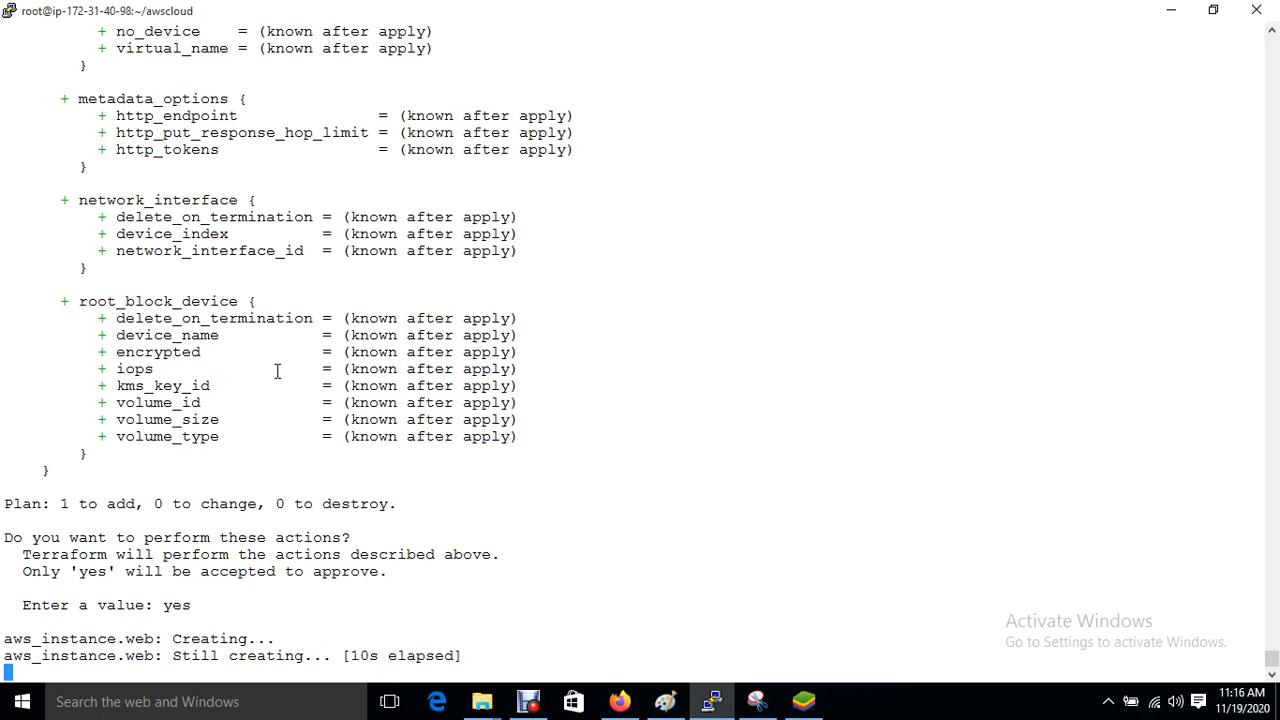 root@ip-172-31-40-98:~/awscloud
+ no_device    = (known after apply)
+ virtual_name = (known after apply)
}
+ metadata_options {
+ http_endpoint               = (known after apply)
+ http_put_response_hop_limit = (known after apply)
+ http_tokens                 = (known after apply)
}
+ network_interface {
+ delete_on_termination = (known after apply)
+ device_index          = (known after apply)
+ network_interface_id  = (known after apply)
}
+ root_block_device {
+ delete_on_termination = (known after apply)
+ device_name           = (known after apply)
+ encrypted             = (known after apply)
+ iops                  = (known after apply)
+ kms_key_id            = (known after apply)
+ volume_id             = (known after apply)
+ volume_size           = (known after apply)
+ volume_type           = (known after apply)
}
}
Plan: 1 to add, 0 to change, 0 to destroy.
Do you want to perform these actions?
Terraform will perform the actions described above.
Only 'yes' will be accepted to approve.
Enter a value: yes
aws_instance.web: Creating...
aws_instance.web: Still creating... [10s elapsed]
Activate Windows
Go to Settings to activate Windows.
Search the web and Windows
11:16 AM
11/19/2020